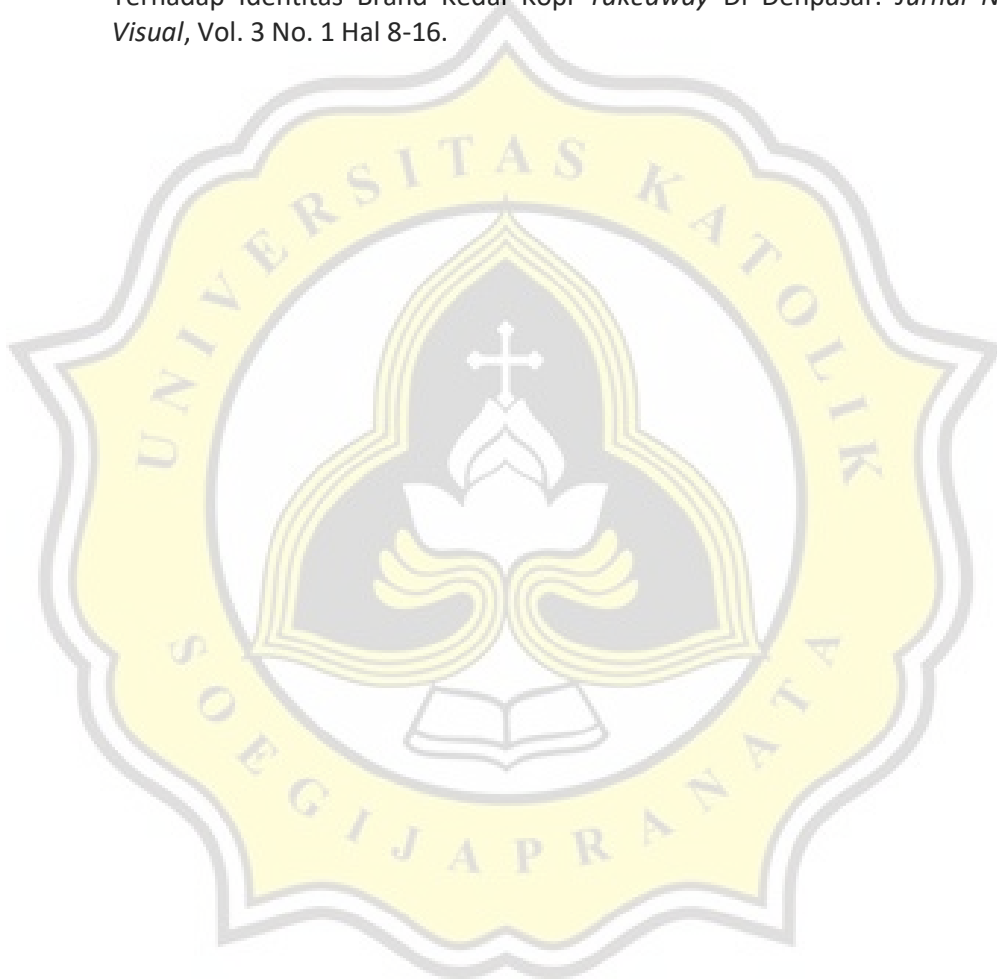 Terhadap Identitas Brand Kedai Kopi Takeaway Di Denpasar. Jurnal N
Visual, Vol. 3 No. 1 Hal 8-16.
UNIVERSITAS KATOLIK
SOEGIJAPRANATA